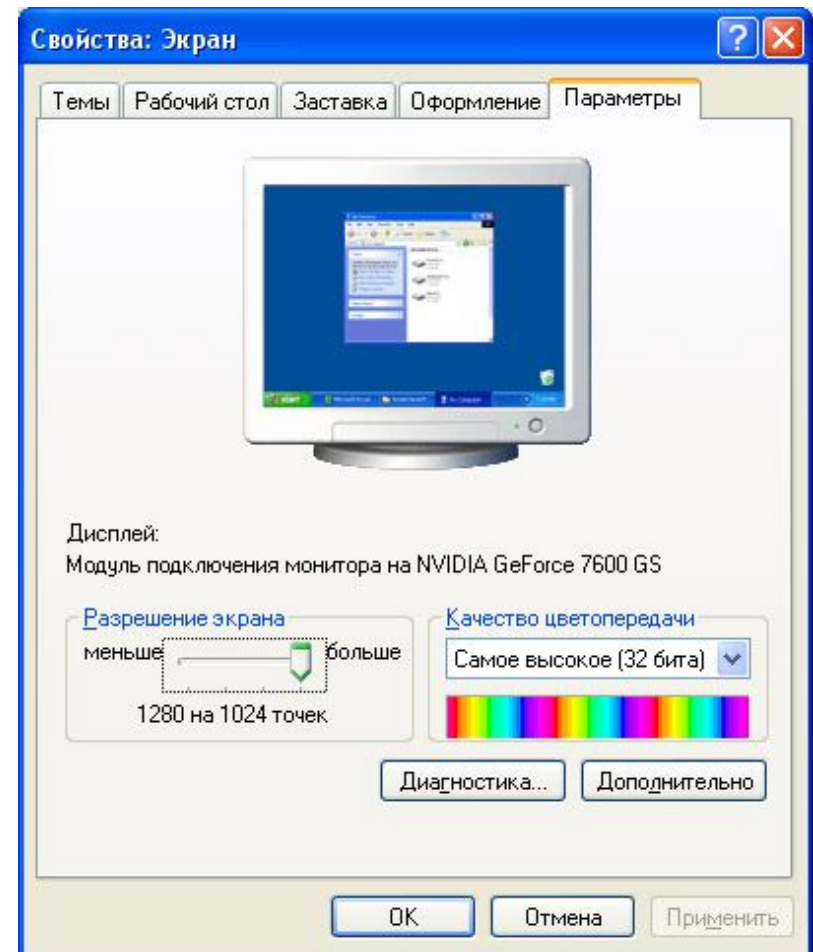 Свойства: Экран
Темы Рабочий стол Заставка Оформление Параметры
Дисплей:
Модуль подключения монитора на NVIDIA GeForce 7600 GS
Разрешение экрана
меньше больше
1280 на 1024 точек
Качество цветопередачи
Самое высокое (32 бита)
Диагностика... Дополнительно
OK Отмена Применить